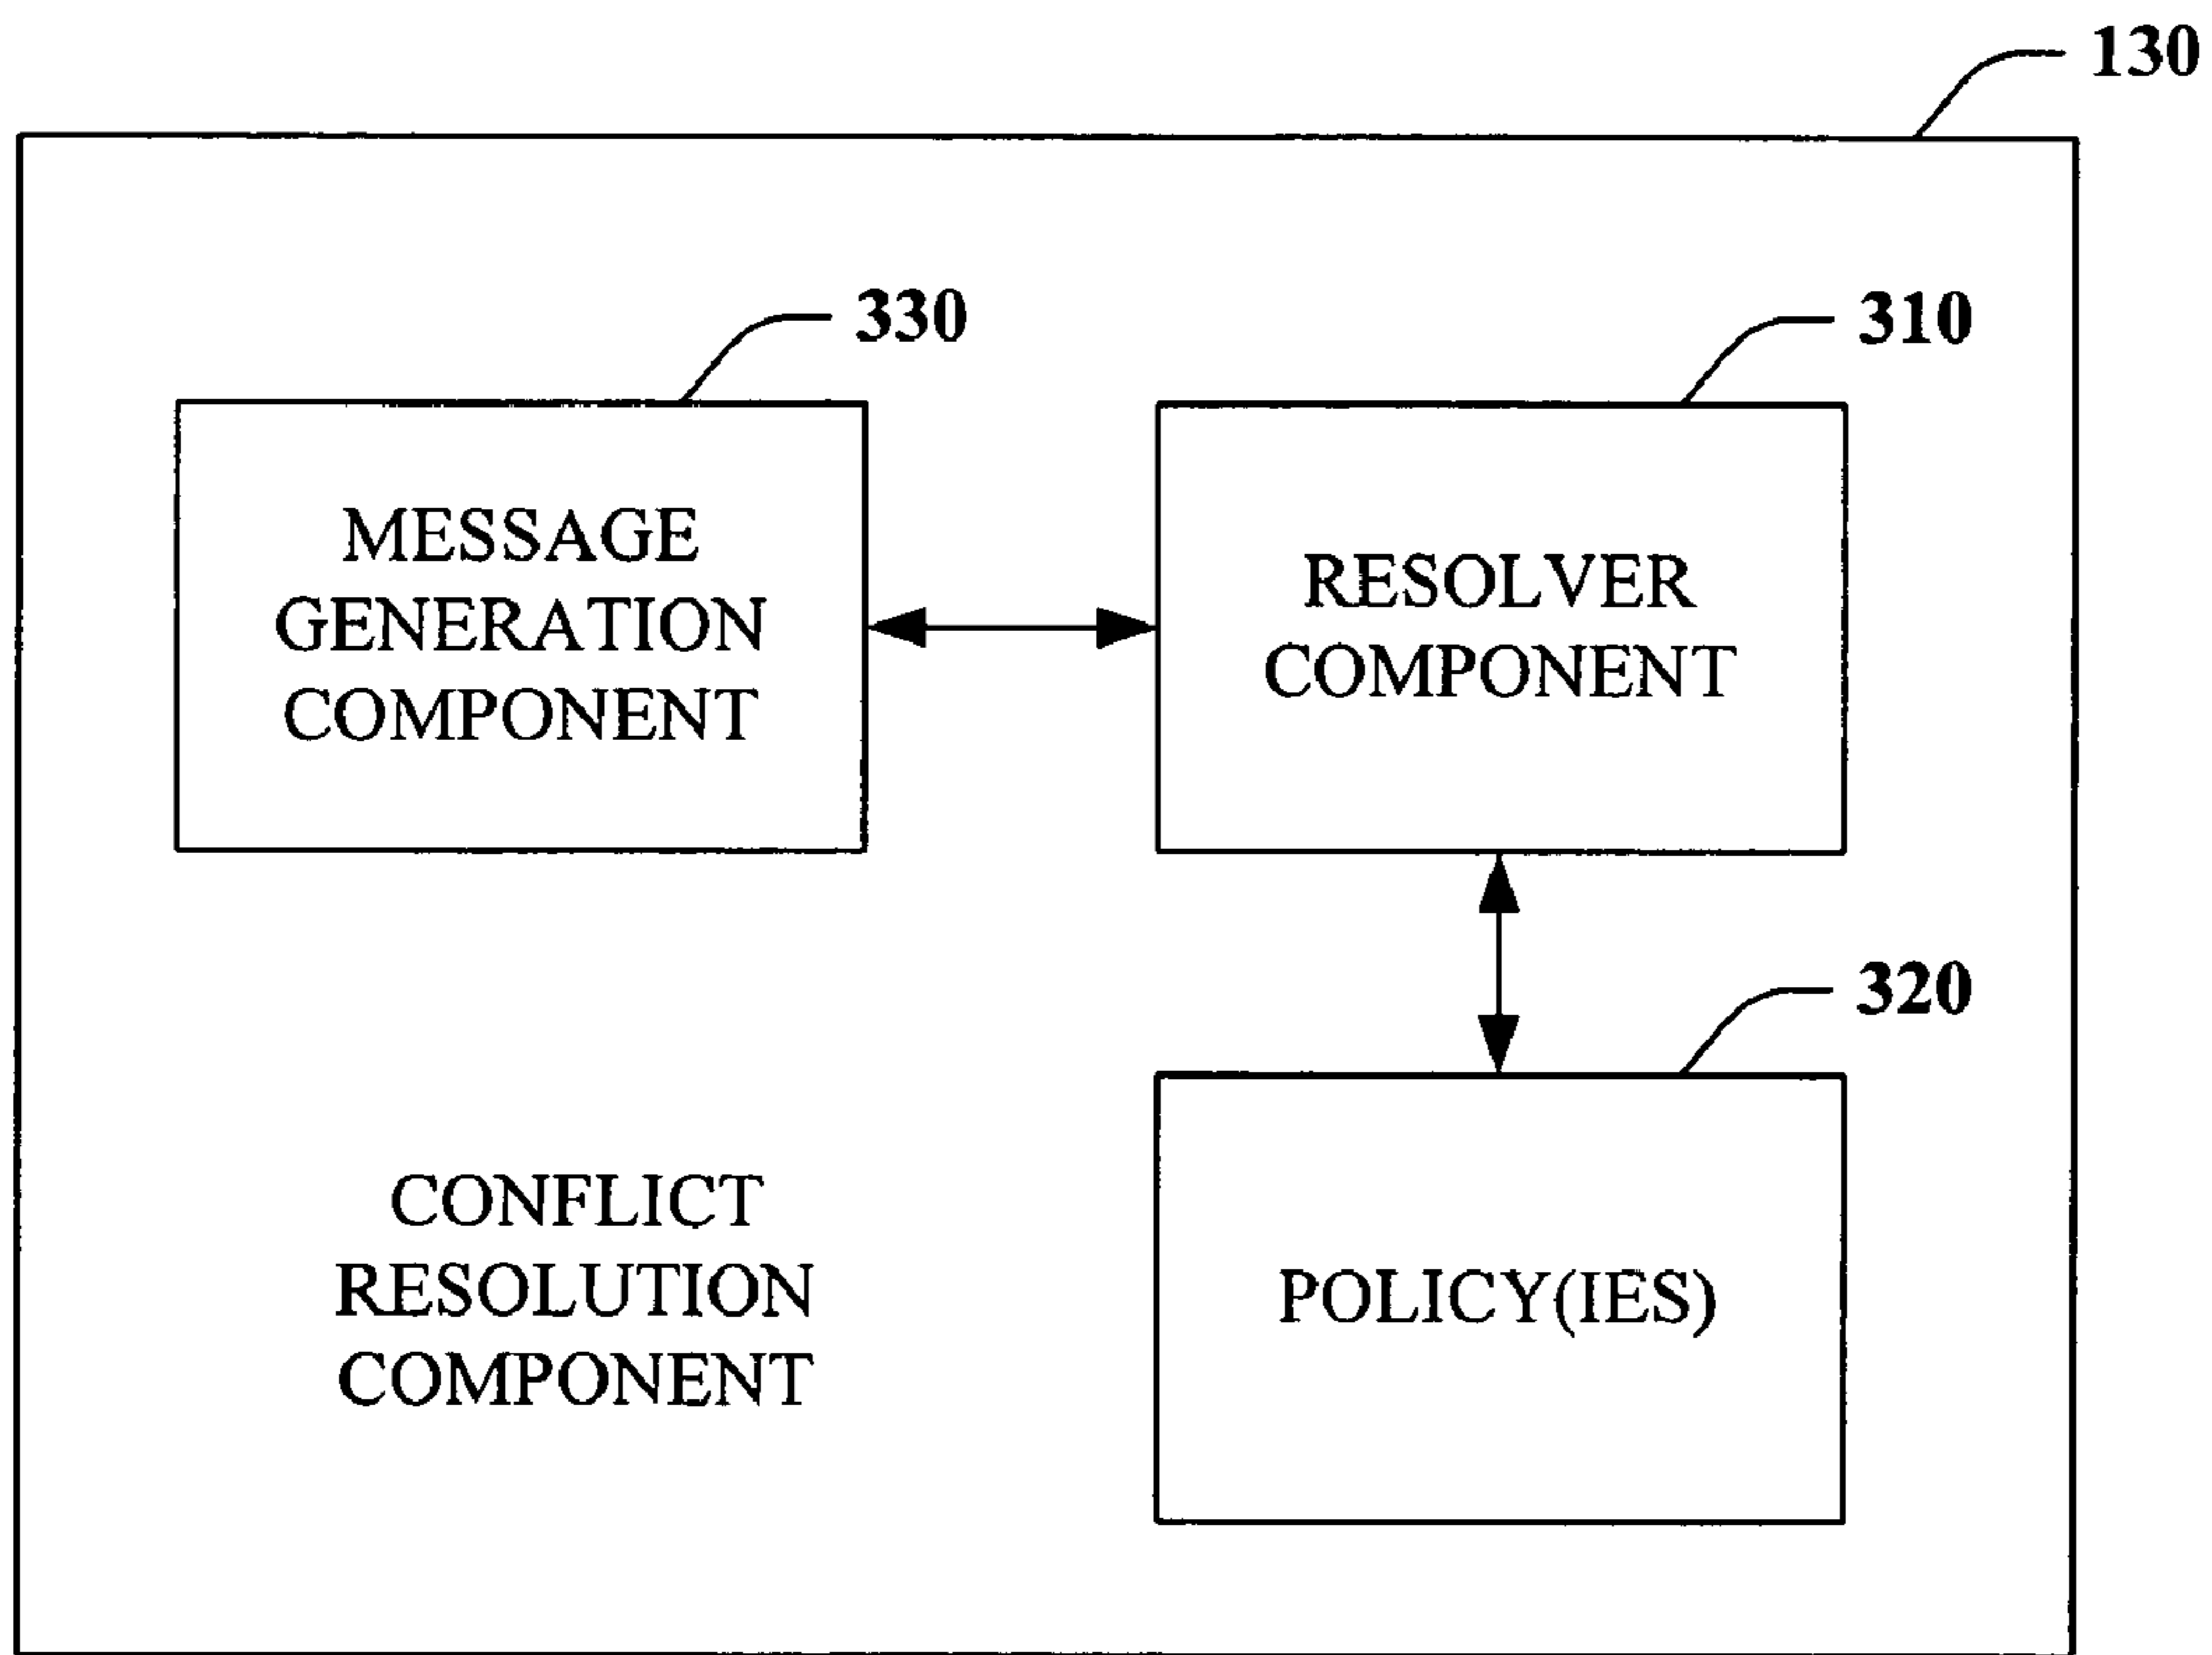 130
330
310
MESSAGE
GENERATION
COMPONENT
RESOLVER
COMPONENT
320
CONFLICT
RESOLUTION
COMPONENT
POLICY(IES)